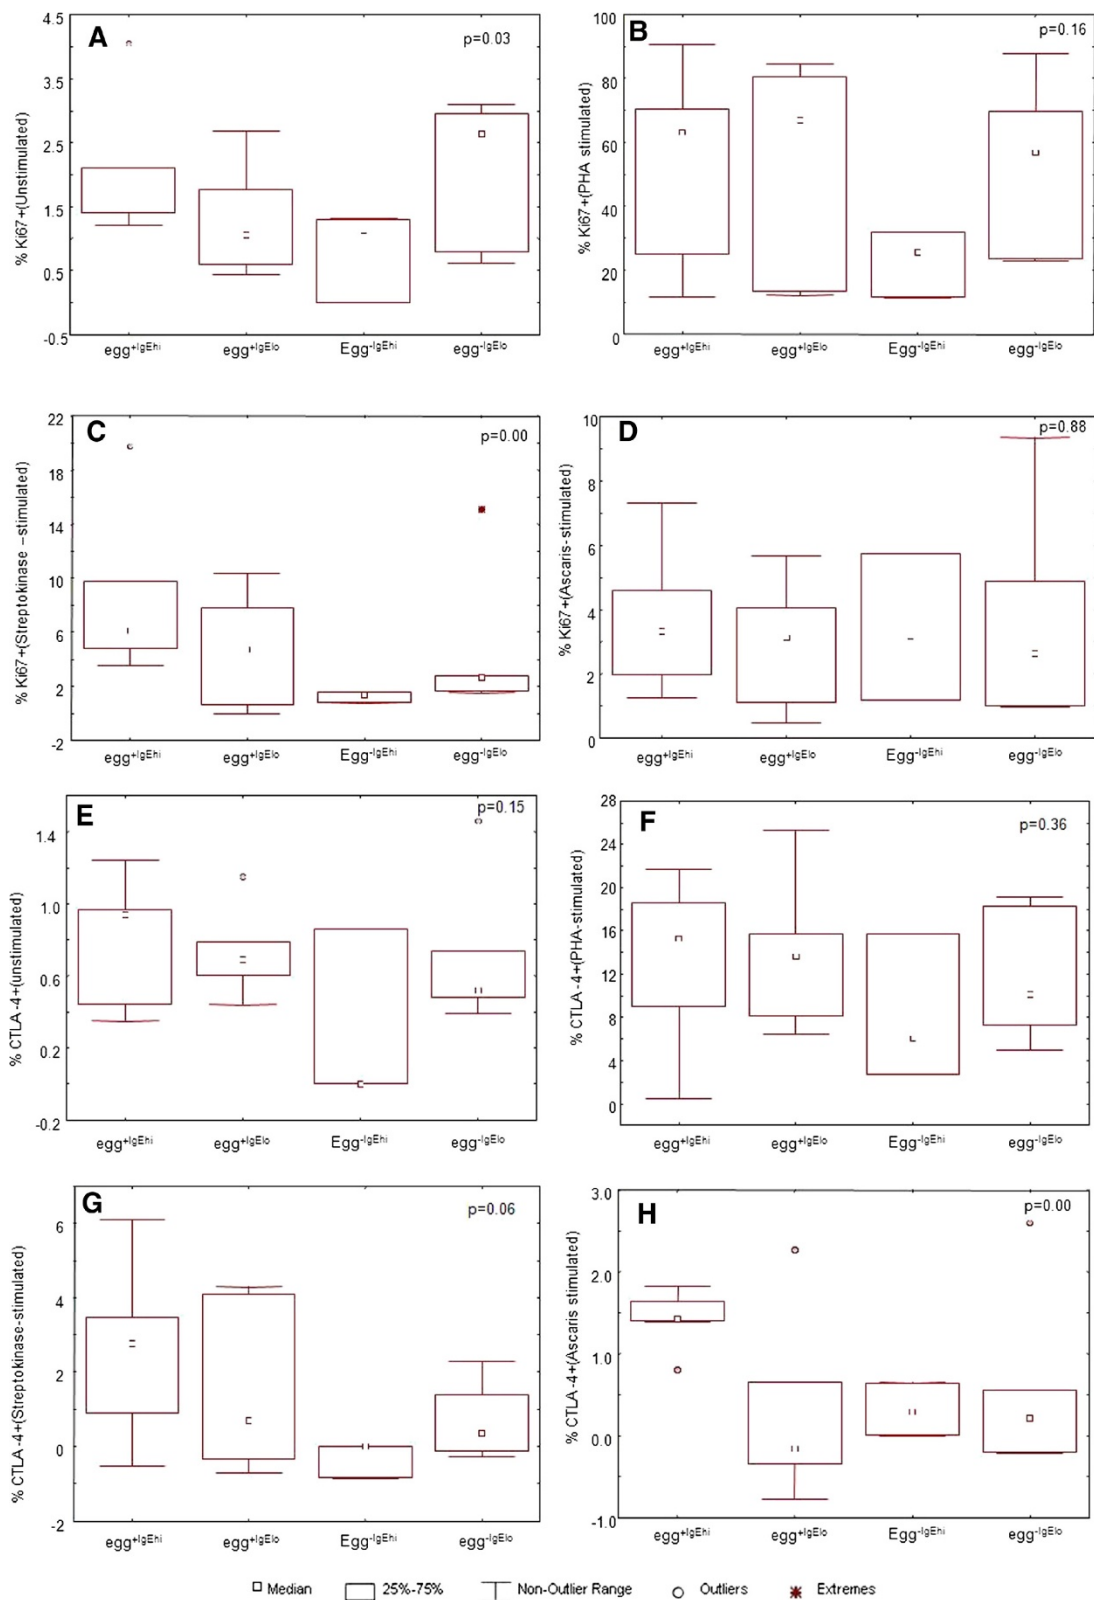 A
p=0.03
% Ki67+(Unstimulated)
4.5
3.5
2.5
1.5
0.5
-0.5
egg+IgEhi egg+IgElo Egg-IgEhi egg-IgElo
B
p=0.16
% Ki67+(PHA stimulated)
100
80
60
40
20
0
egg+IgEhi egg+IgElo Egg-IgEhi egg-IgElo
C
p=0.00
% Ki67+(Streptokinase –stimulated)
22
18
14
10
6
2
-2
egg+IgEhi egg+IgElo Egg-IgEhi egg-IgElo
D
p=0.88
% Ki67+(Ascaris-stimulated)
10
8
6
4
2
0
egg+IgEhi egg+IgElo Egg-IgEhi egg-IgElo
E
p=0.15
% CTLA-4+(unstimulated)
1.4
1.0
0.6
0.2
-0.2
egg+IgEhi egg+IgElo Egg-IgEhi egg-IgElo
F
p=0.36
% CTLA-4+(PHA-stimulated)
28
24
20
16
12
8
4
0
egg+IgEhi egg+IgElo Egg-IgEhi egg-IgElo
G
p=0.06
% CTLA-4+(Streptokinase-stimulated)
6
4
2
0
-2
egg+IgEhi egg+IgElo Egg-IgEhi egg-IgElo
H
p=0.00
% CTLA-4+(Ascaris stimulated)
3.0
2.0
1.0
0.0
-1.0
egg+IgEhi egg+IgElo Egg-IgEhi egg-IgElo
Median 25%-75% Non-Outlier Range Outliers Extremes